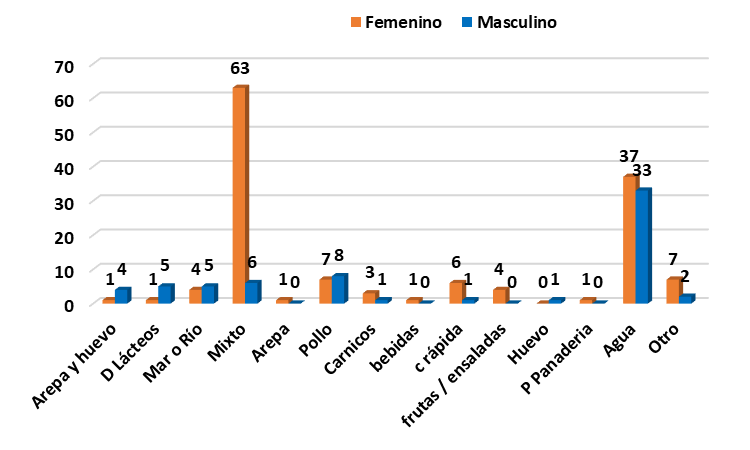 Femenino Masculino
70
60
50
40
30
20
10
0
1 4 1 5 4 5 63 6 1 0 7 8 3 1 1 0 6 1 4 0 0 1 1 0 37 33 7 2
Arepa y huevo
D Lácteos
Mar o Río
Mixto
Arepa
Pollo
Carnicos
bebidas
c rápida
frutas / ensaladas
Huevo
P Panaderia
Agua
Otro